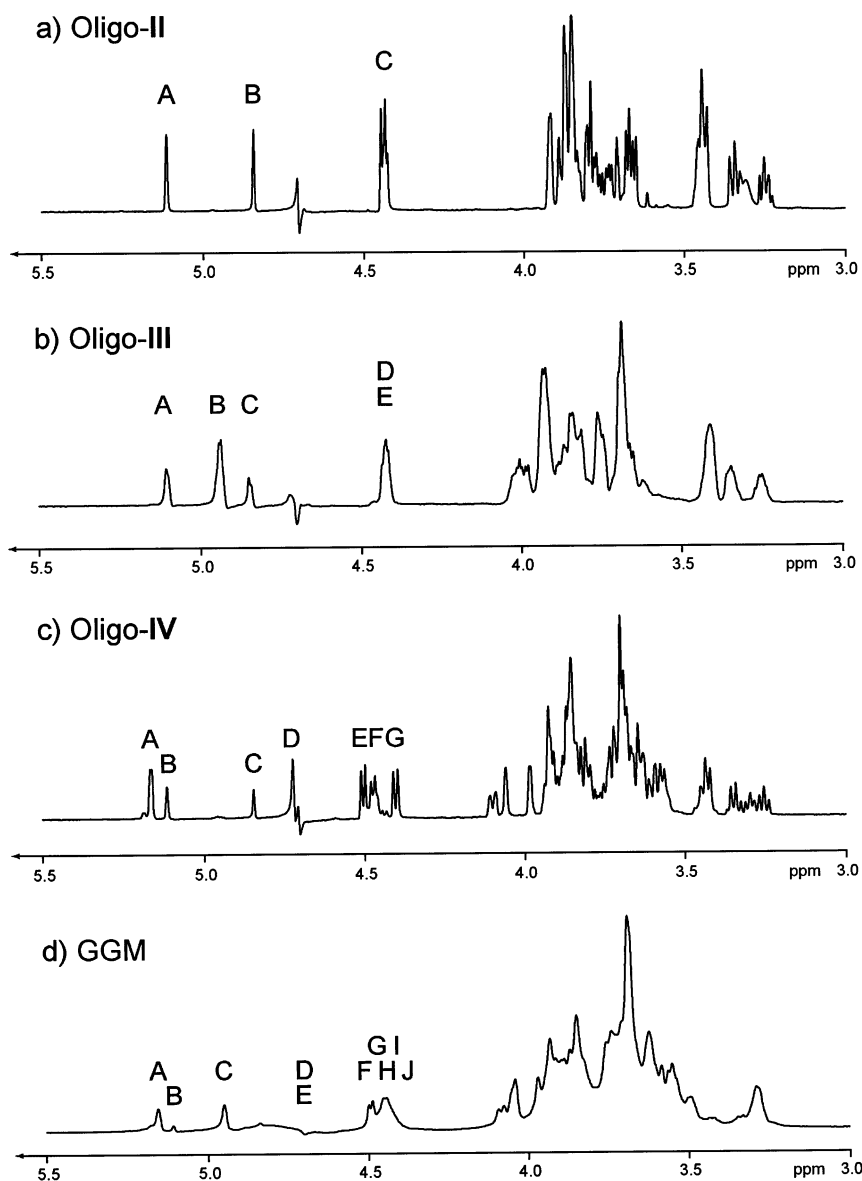 a) Oligo-II
A B C
5.5 5.0 4.5 4.0 3.5 ppm 3.0
b) Oligo-III
D
A B C E
5.5 5.0 4.5 4.0 3.5 ppm 3.0
c) Oligo-IV
A D EFG
B C
5.5 5.0 4.5 4.0 3.5 ppm 3.0
d) GGM
G I
A C D F H J
B E
5.5 5.0 4.5 4.0 3.5 ppm 3.0